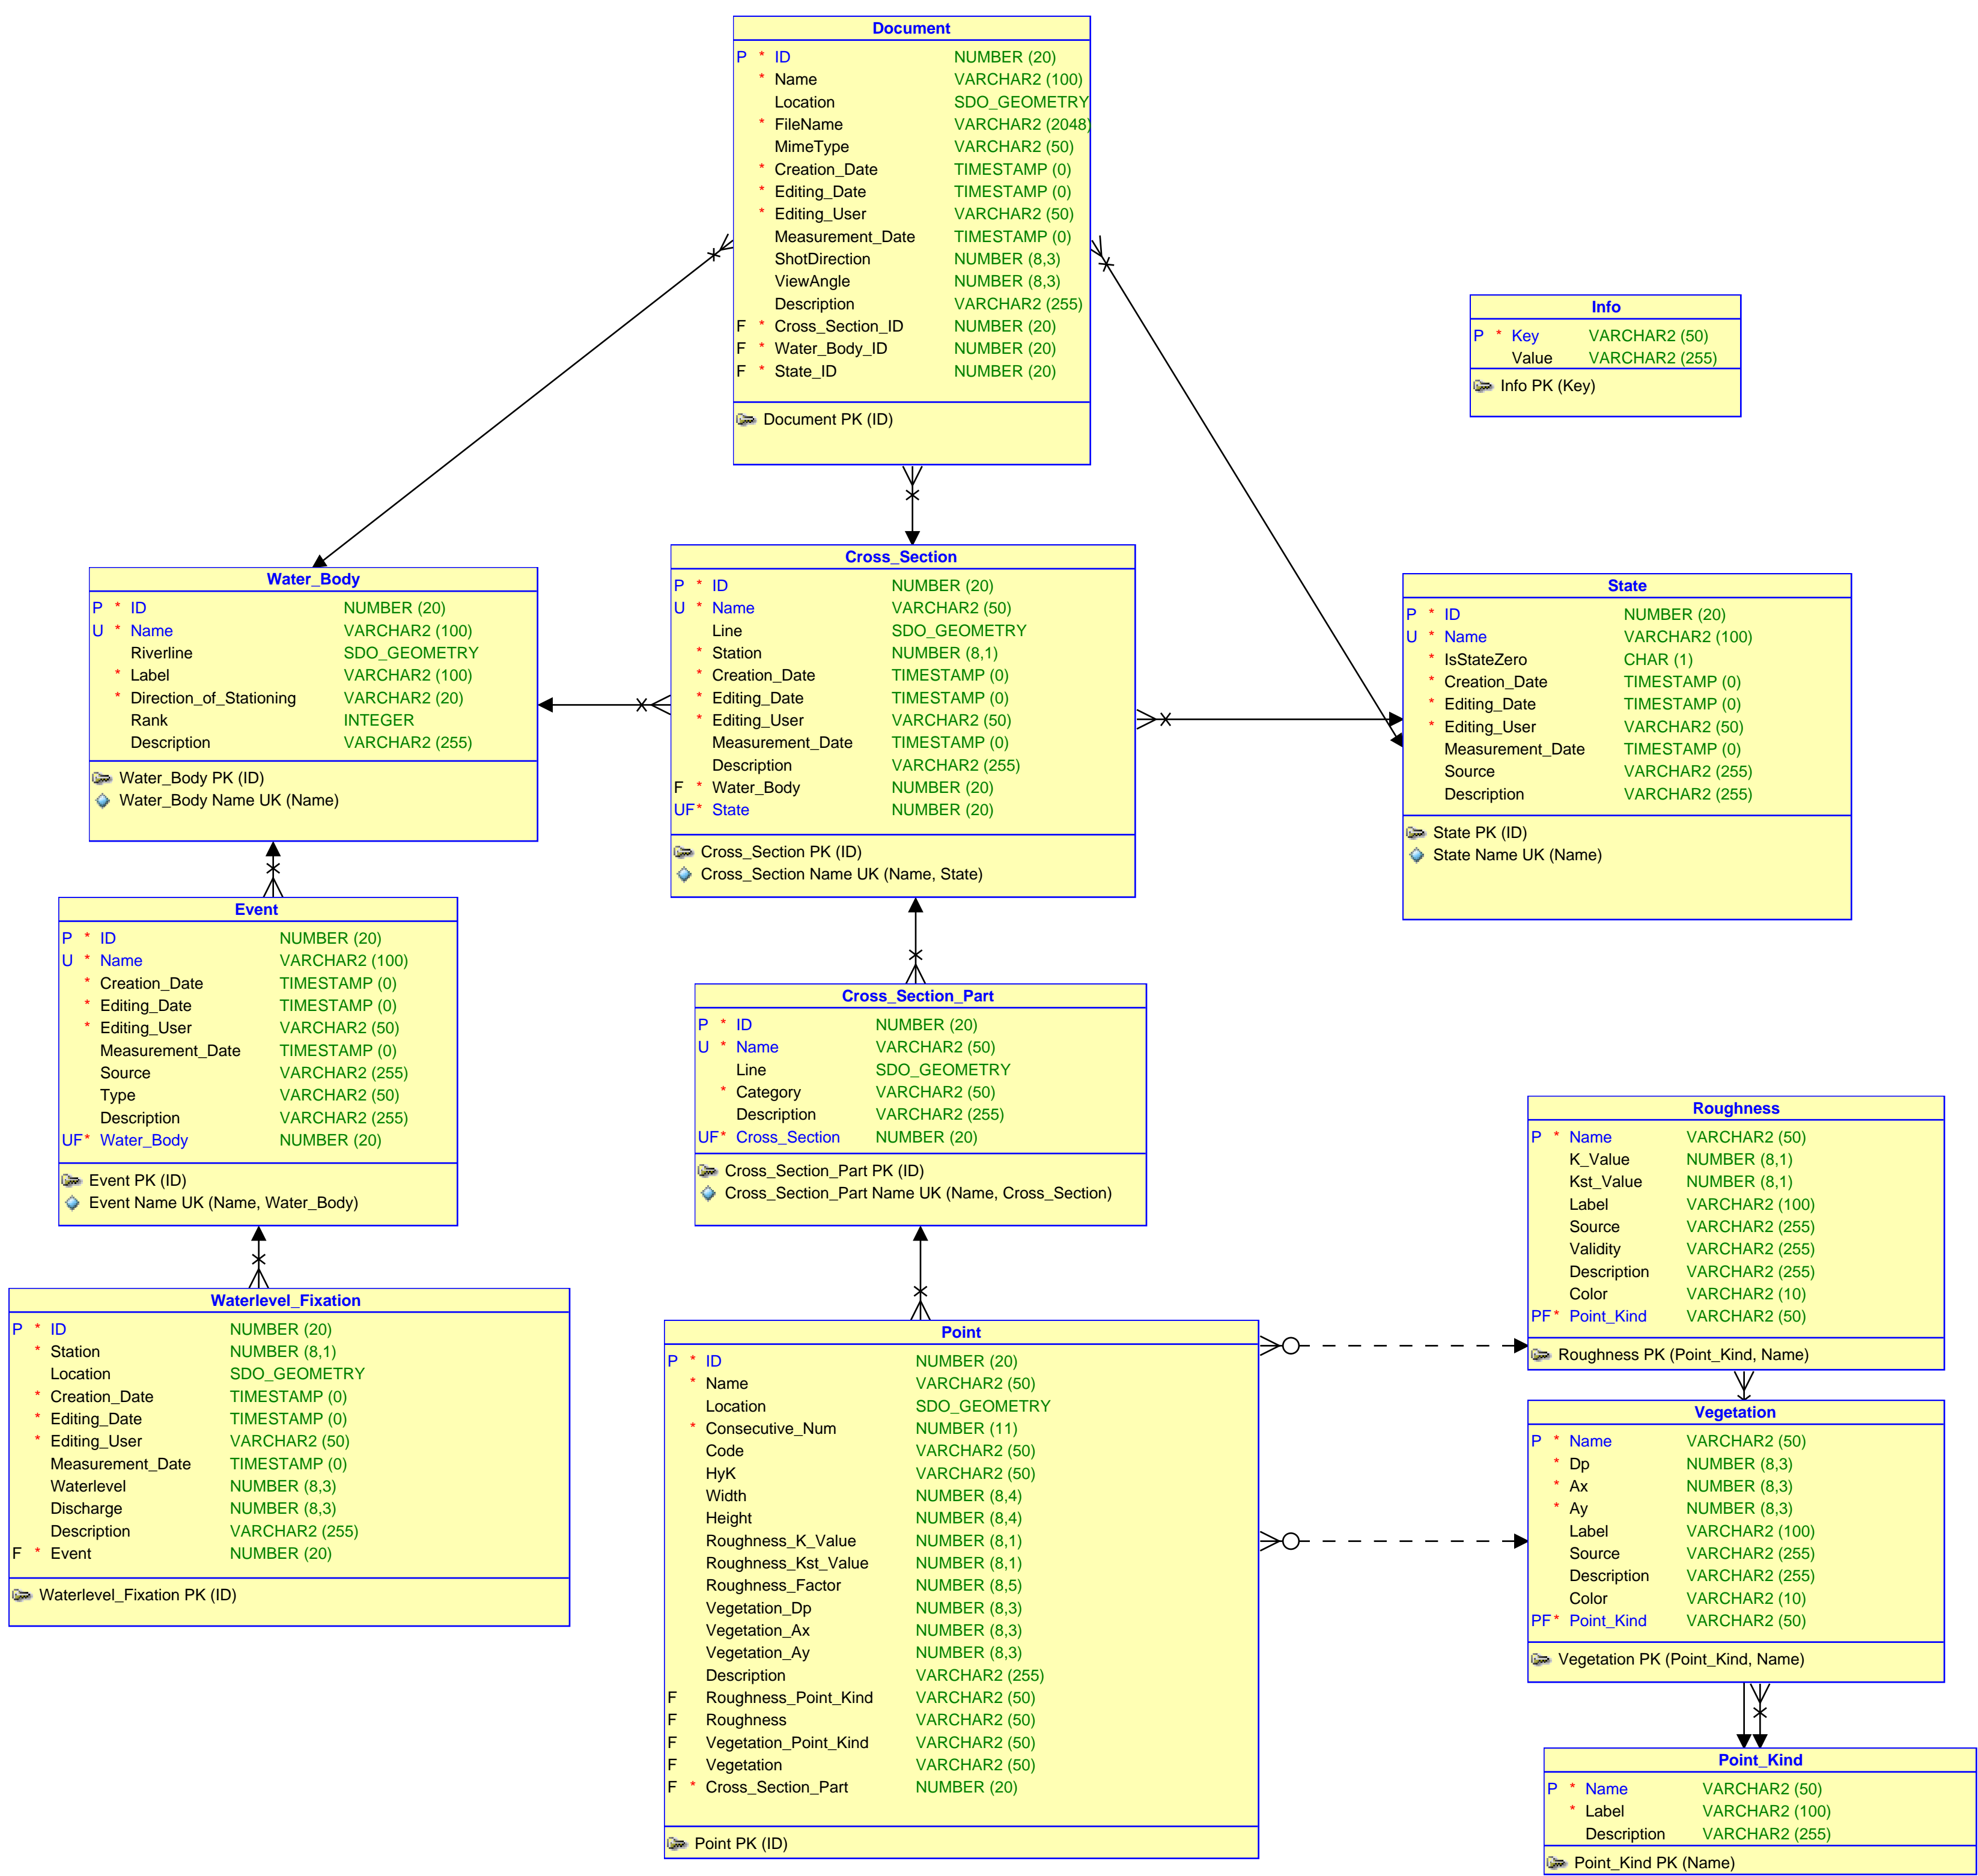 Document
P * ID NUMBER (20)
* Name VARCHAR2 (100)
Location SDO_GEOMETRY
* FileName VARCHAR2 (2048)
MimeType VARCHAR2 (50)
* Creation_Date TIMESTAMP (0)
* Editing_Date TIMESTAMP (0)
* Editing_User VARCHAR2 (50)
Measurement_Date TIMESTAMP (0)
ShotDirection NUMBER (8,3)
ViewAngle NUMBER (8,3)
Description VARCHAR2 (255)
F * Cross_Section_ID NUMBER (20)
F * Water_Body_ID NUMBER (20)
F * State_ID NUMBER (20)
Document PK (ID)
Info
P * Key VARCHAR2 (50)
Value VARCHAR2 (255)
Info PK (Key)
Water_Body
P * ID NUMBER (20)
U * Name VARCHAR2 (100)
Riverline SDO_GEOMETRY
* Label VARCHAR2 (100)
* Direction_of_Stationing VARCHAR2 (20)
Rank INTEGER
Description VARCHAR2 (255)
Water_Body PK (ID)
Water_Body Name UK (Name)
Cross_Section
P * ID NUMBER (20)
U * Name VARCHAR2 (50)
Line SDO_GEOMETRY
* Station NUMBER (8,1)
* Creation_Date TIMESTAMP (0)
* Editing_Date TIMESTAMP (0)
* Editing_User VARCHAR2 (50)
Measurement_Date TIMESTAMP (0)
Description VARCHAR2 (255)
F * Water_Body NUMBER (20)
UF* State NUMBER (20)
Cross_Section PK (ID)
Cross_Section Name UK (Name, State)
State
P * ID NUMBER (20)
U * Name VARCHAR2 (100)
* IsStateZero CHAR (1)
* Creation_Date TIMESTAMP (0)
* Editing_Date TIMESTAMP (0)
* Editing_User VARCHAR2 (50)
Measurement_Date TIMESTAMP (0)
Source VARCHAR2 (255)
Description VARCHAR2 (255)
State PK (ID)
State Name UK (Name)
Event
P * ID NUMBER (20)
U * Name VARCHAR2 (100)
* Creation_Date TIMESTAMP (0)
* Editing_Date TIMESTAMP (0)
* Editing_User VARCHAR2 (50)
Measurement_Date TIMESTAMP (0)
Source VARCHAR2 (255)
Type VARCHAR2 (50)
Description VARCHAR2 (255)
UF* Water_Body NUMBER (20)
Event PK (ID)
Event Name UK (Name, Water_Body)
Cross_Section_Part
P * ID NUMBER (20)
U * Name VARCHAR2 (50)
Line SDO_GEOMETRY
* Category VARCHAR2 (50)
Description VARCHAR2 (255)
UF* Cross_Section NUMBER (20)
Cross_Section_Part PK (ID)
Cross_Section_Part Name UK (Name, Cross_Section)
Roughness
P * Name VARCHAR2 (50)
K_Value NUMBER (8,1)
Kst_Value NUMBER (8,1)
Label VARCHAR2 (100)
Source VARCHAR2 (255)
Validity VARCHAR2 (255)
Description VARCHAR2 (255)
Color VARCHAR2 (10)
PF* Point_Kind VARCHAR2 (50)
Roughness PK (Point_Kind, Name)
Waterlevel_Fixation
P * ID NUMBER (20)
* Station NUMBER (8,1)
Location SDO_GEOMETRY
* Creation_Date TIMESTAMP (0)
* Editing_Date TIMESTAMP (0)
* Editing_User VARCHAR2 (50)
Measurement_Date TIMESTAMP (0)
Waterlevel NUMBER (8,3)
Discharge NUMBER (8,3)
Description VARCHAR2 (255)
F * Event NUMBER (20)
Waterlevel_Fixation PK (ID)
Point
P * ID NUMBER (20)
* Name VARCHAR2 (50)
Location SDO_GEOMETRY
* Consecutive_Num NUMBER (11)
Code VARCHAR2 (50)
HyK VARCHAR2 (50)
Width NUMBER (8,4)
Height NUMBER (8,4)
Roughness_K_Value NUMBER (8,1)
Roughness_Kst_Value NUMBER (8,1)
Roughness_Factor NUMBER (8,5)
Vegetation_Dp NUMBER (8,3)
Vegetation_Ax NUMBER (8,3)
Vegetation_Ay NUMBER (8,3)
Description VARCHAR2 (255)
F Roughness_Point_Kind VARCHAR2 (50)
F Roughness VARCHAR2 (50)
F Vegetation_Point_Kind VARCHAR2 (50)
F Vegetation VARCHAR2 (50)
F * Cross_Section_Part NUMBER (20)
Point PK (ID)
Vegetation
P * Name VARCHAR2 (50)
* Dp NUMBER (8,3)
* Ax NUMBER (8,3)
* Ay NUMBER (8,3)
Label VARCHAR2 (100)
Source VARCHAR2 (255)
Description VARCHAR2 (255)
Color VARCHAR2 (10)
PF* Point_Kind VARCHAR2 (50)
Vegetation PK (Point_Kind, Name)
Point_Kind
P * Name VARCHAR2 (50)
* Label VARCHAR2 (100)
Description VARCHAR2 (255)
Point_Kind PK (Name)